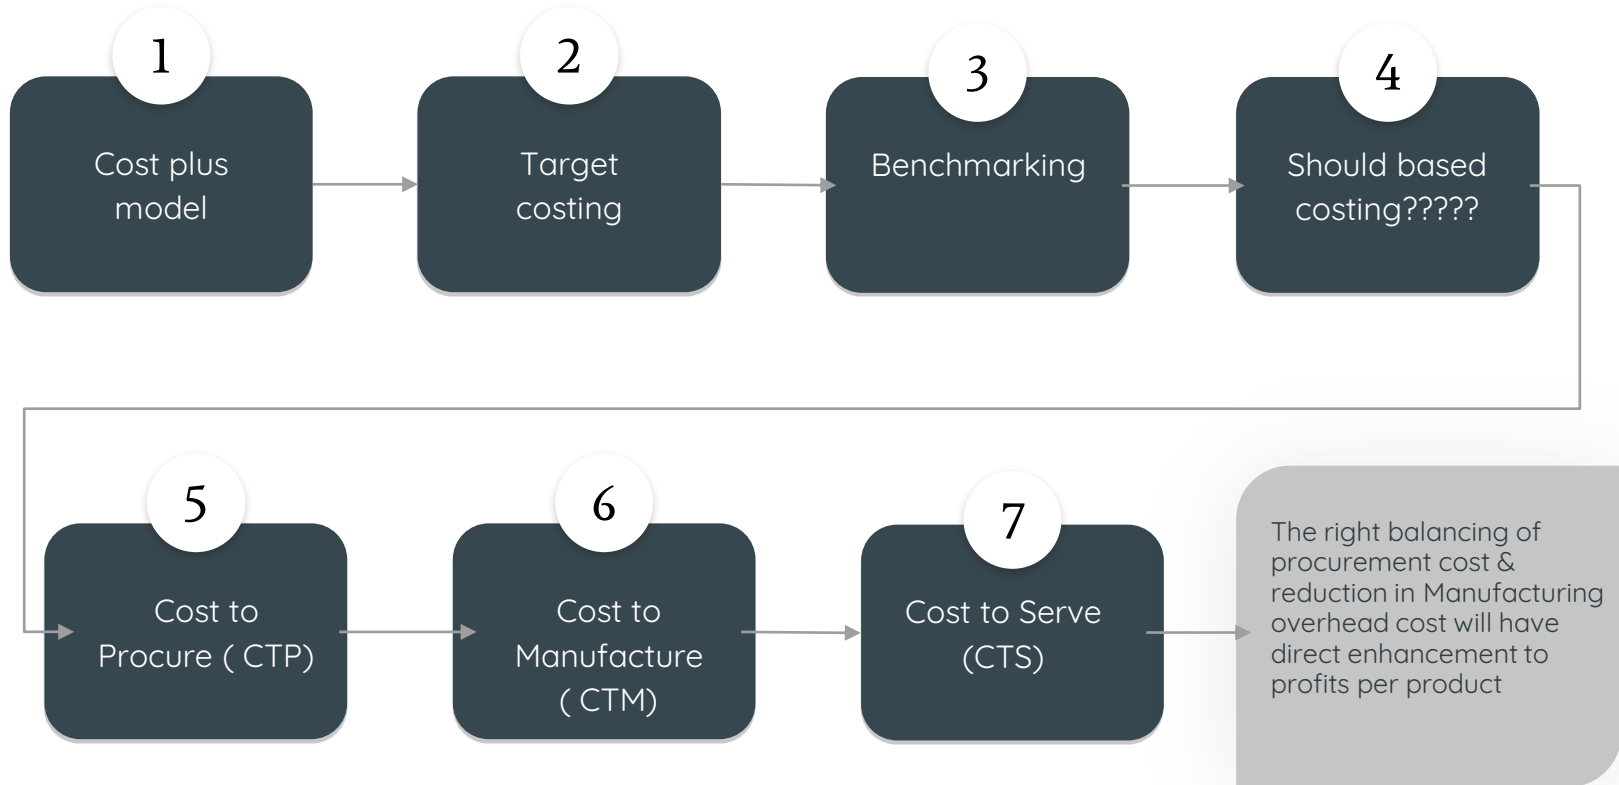 1
Cost plus
model
2
Target
costing
3
Benchmarking
4
Should based
costing?????
5
Cost to
Procure ( CTP)
6
Cost to
Manufacture
( CTM)
7
Cost to Serve
(CTS)
The right balancing of
procurement cost &
reduction in Manufacturing
overhead cost will have
direct enhancement to
profits per product